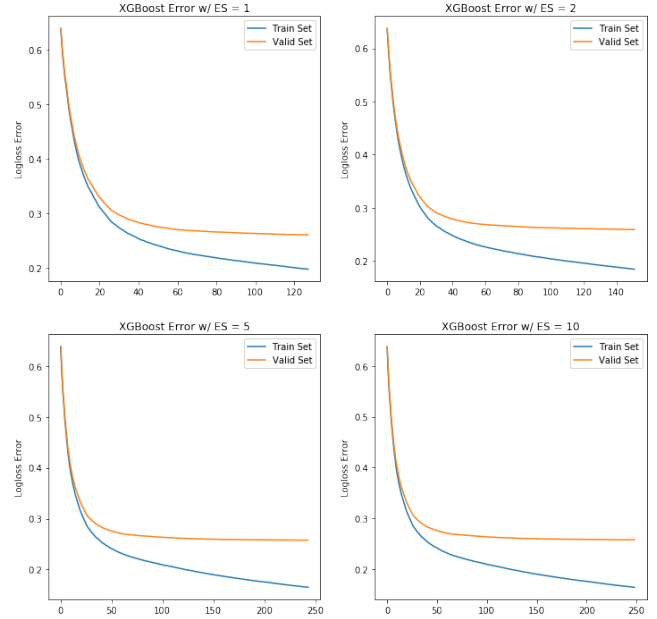 XGBoost Error w/ ES = 1
Train Set
Valid Set
Logloss Error
0.6
0.5
0.4
0.3
0.2
0 20 40 60 80 100 120
XGBoost Error w/ ES = 2
Train Set
Valid Set
Logloss Error
0.6
0.5
0.4
0.3
0.2
0 20 40 60 80 100 120 140
XGBoost Error w/ ES = 5
Train Set
Valid Set
Logloss Error
0.6
0.5
0.4
0.3
0.2
0 50 100 150 200 250
XGBoost Error w/ ES = 10
Train Set
Valid Set
Logloss Error
0.6
0.5
0.4
0.3
0.2
0 50 100 150 200 250